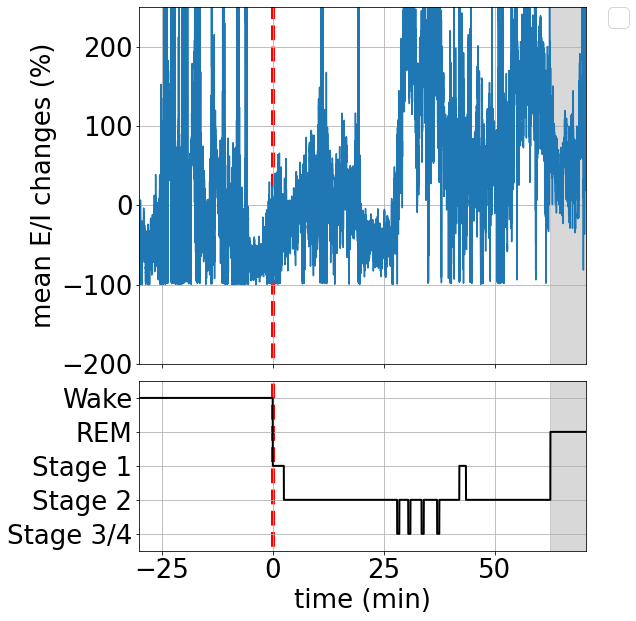 mean E/I changes (%)
200
100
0
−100
−200
Wake
REM
Stage 1
Stage 2
Stage 3/4
−25 0 25 50
time (min)